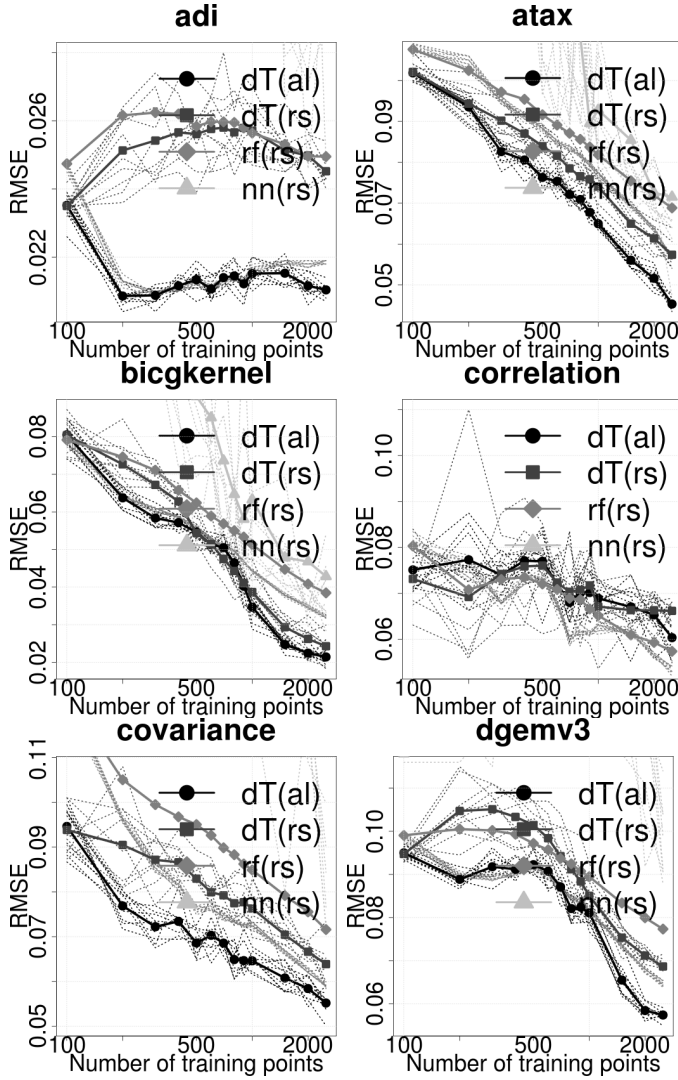 adi
RMSE
0.026
0.022
dT(al)
dT(rs)
rf(rs)
nn(rs)
100 500 2000
Number of training points
atax
RMSE
0.09
0.07
0.05
dT(al)
dT(rs)
rf(rs)
nn(rs)
100 500 2000
Number of training points
bicgkernel
RMSE
0.08
0.06
0.04
0.02
dT(al)
dT(rs)
rf(rs)
nn(rs)
100 500 2000
Number of training points
correlation
RMSE
0.10
0.08
0.06
dT(al)
dT(rs)
rf(rs)
nn(rs)
100 500 2000
Number of training points
covariance
RMSE
0.11
0.09
0.07
0.05
dT(al)
dT(rs)
rf(rs)
nn(rs)
100 500 2000
Number of training points
dgemv3
RMSE
0.10
0.08
0.06
dT(al)
dT(rs)
rf(rs)
nn(rs)
100 500 2000
Number of training points